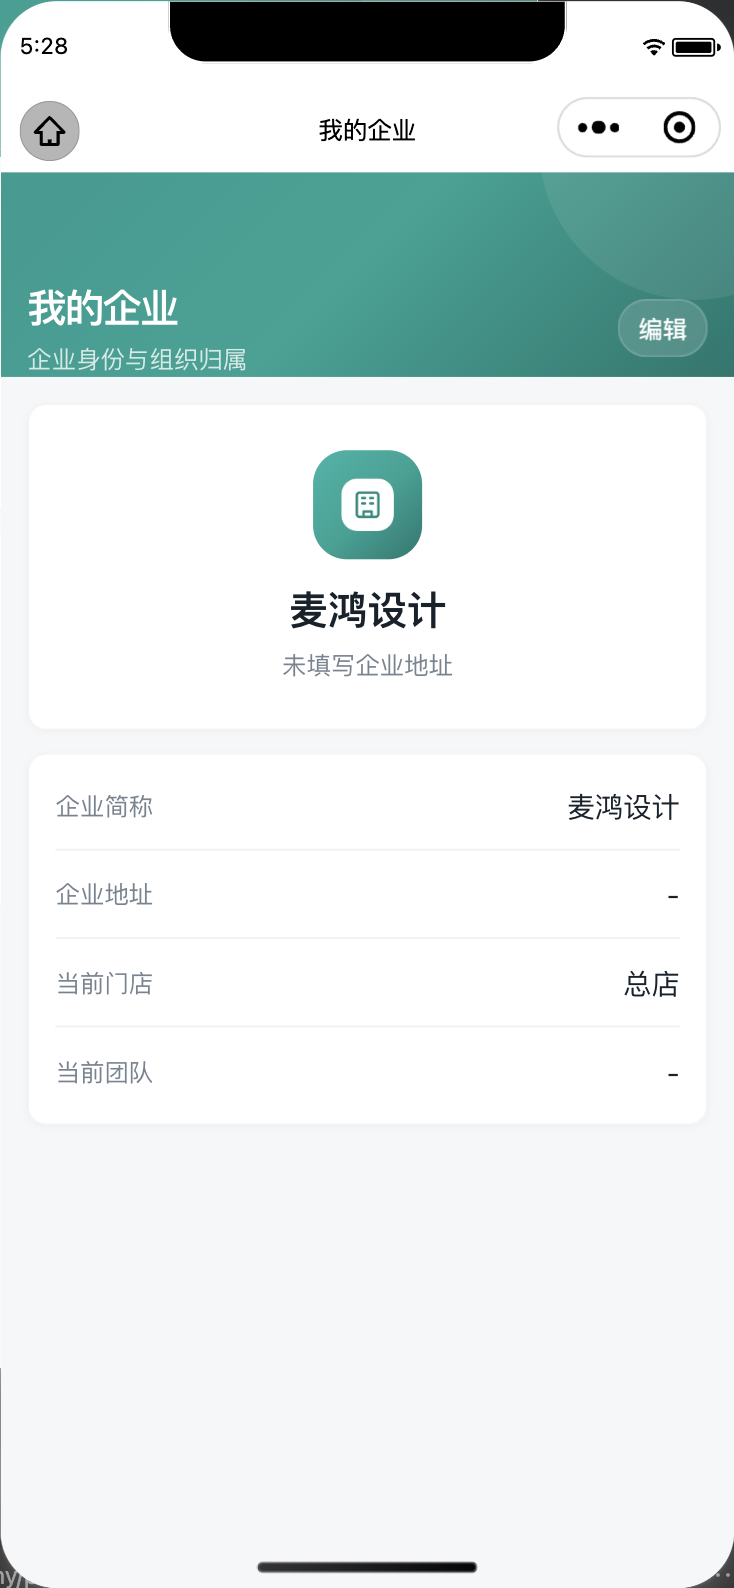 5:28
我的企业
我的企业
编辑
企业身份与组织归属
麦鸿设计
未填写企业地址
企业简称 麦鸿设计
企业地址 -
当前门店 总店
当前团队 -